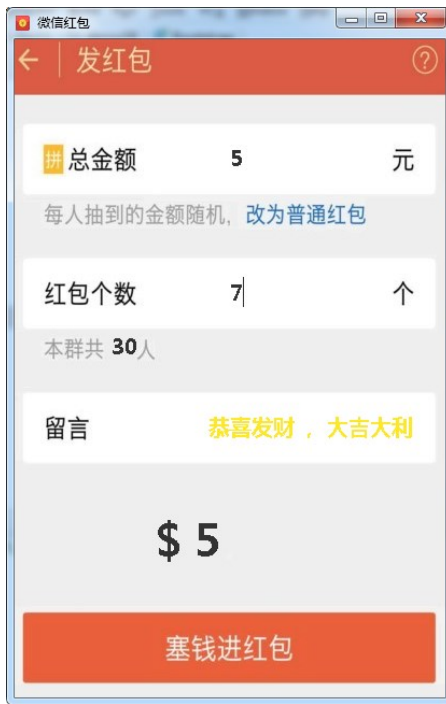 微信红包
发红包 ?
拼 总金额 5 元
每人抽到的金额随机，改为普通红包
红包个数 7 个
本群共 30人
留言 恭喜发财 ，大吉大利
$ 5
塞钱进红包